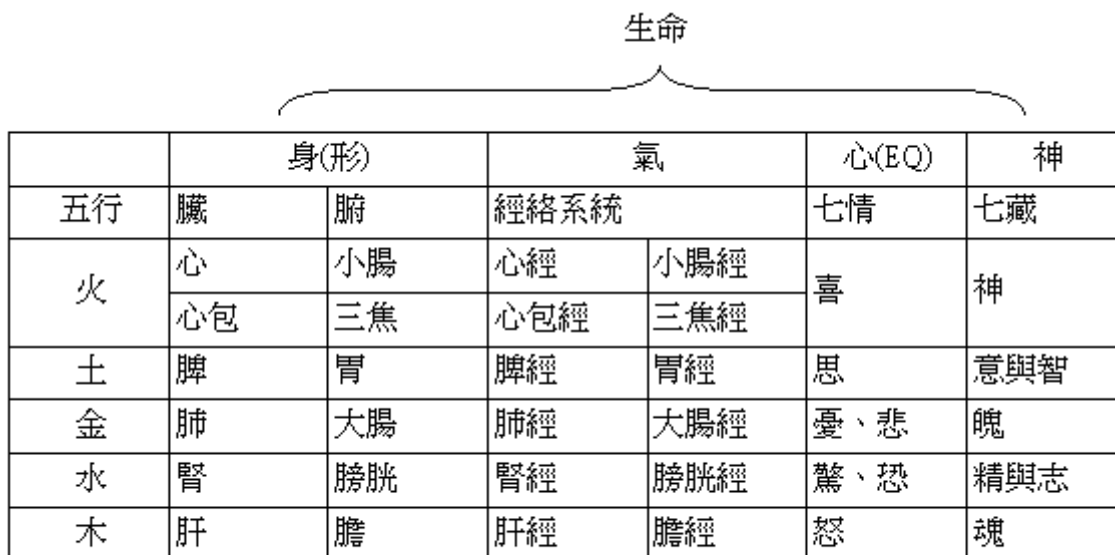 生命
身(形) 氣 心(EQ) 神
五行 臟 腑 經絡系統 七情 七藏
火 心 小腸 心經 小腸經 喜 神
心包 三焦 心包經 三焦經
土 脾 胃 脾經 胃經 思 意與智
金 肺 大腸 肺經 大腸經 憂、悲 魄
水 腎 膀胱 腎經 膀胱經 驚、恐 精與志
木 肝 膽 肝經 膽經 怒 魂